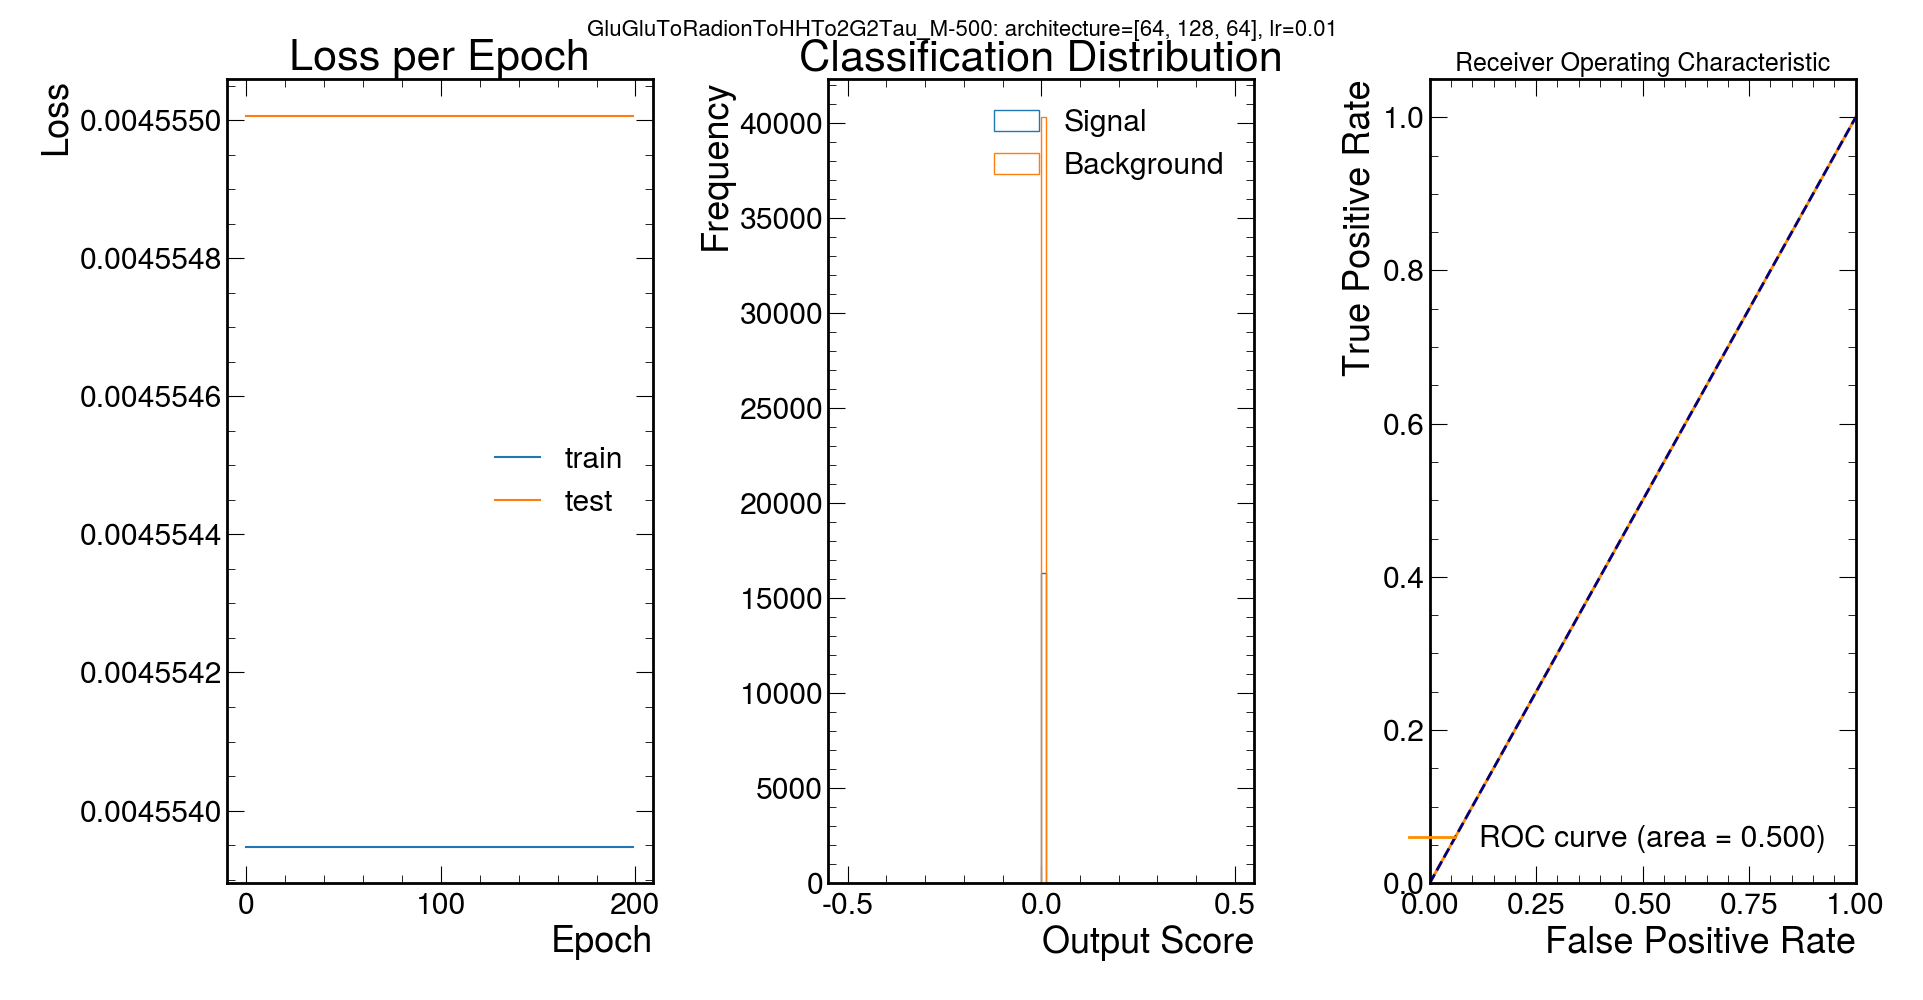 GluGluToRadionToHHTo2G2Tau_M-500: architecture=[64, 128, 64], lr=0.01
Loss per Epoch
Loss
0.0045550
0.0045548
0.0045546
0.0045544
0.0045542
0.0045540
train
test
0 100 200
Epoch
Classification Distribution
Frequency
40000
35000
30000
25000
20000
15000
10000
5000
0
Signal
Background
-0.5 0.0 0.5
Output Score
Receiver Operating Characteristic
True Positive Rate
1.0
0.8
0.6
0.4
0.2
0.0
ROC curve (area = 0.500)
0.00 0.25 0.50 0.75 1.00
False Positive Rate